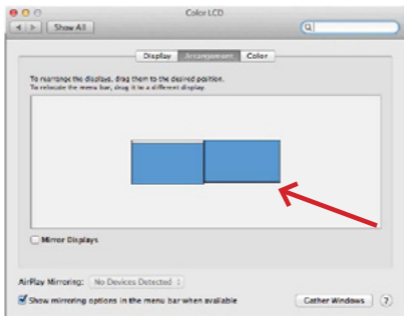 Color LCD
Show All
Display Arrangement Color
To rearrange the displays, drag them to the desired position.
To relocate the menu bar, drag it to a different display.
Mirror Displays
AirPlay Mirroring: No Devices Detected
Show mirroring options in the menu bar when available
Gather Windows ?